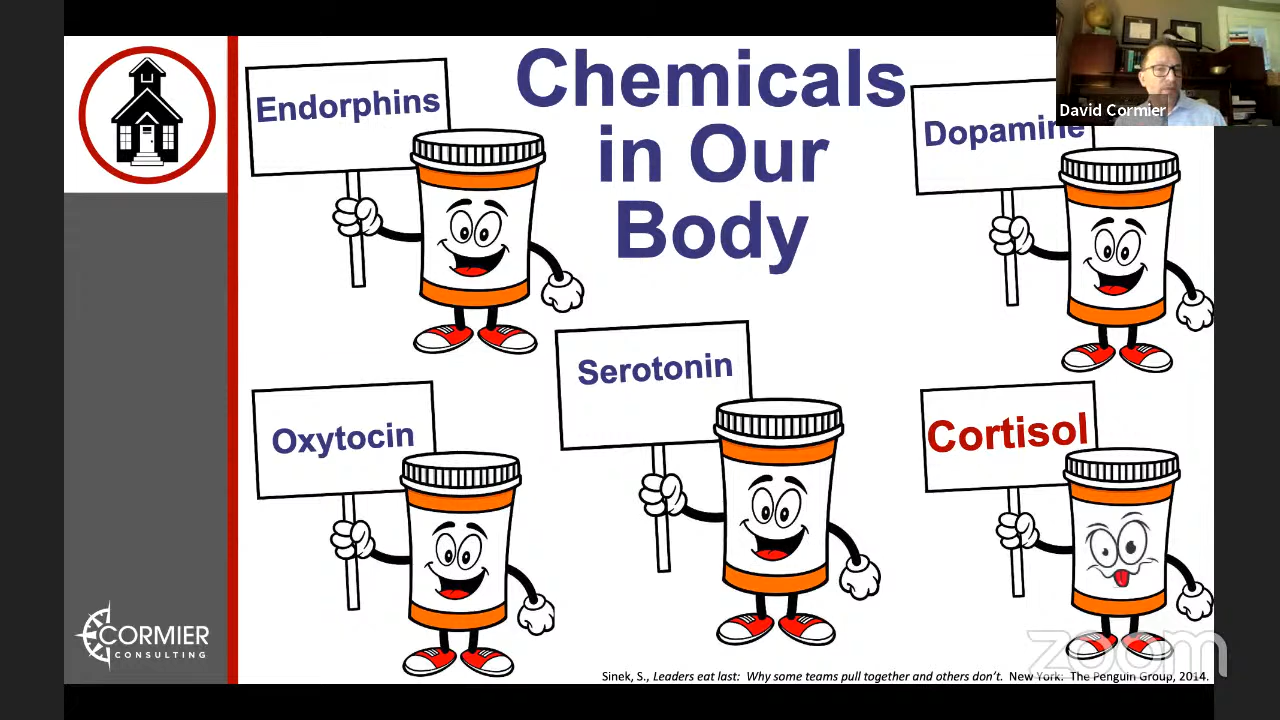 Chemicals
in Our
Body
Endorphins
Dopamine
David Cormier
Serotonin
Oxytocin
Cortisol
CORMIER
CONSULTING
zoom
Sinek, S., Leaders eat last: Why some teams pull together and others don't. New York: The Penguin Group, 2014.